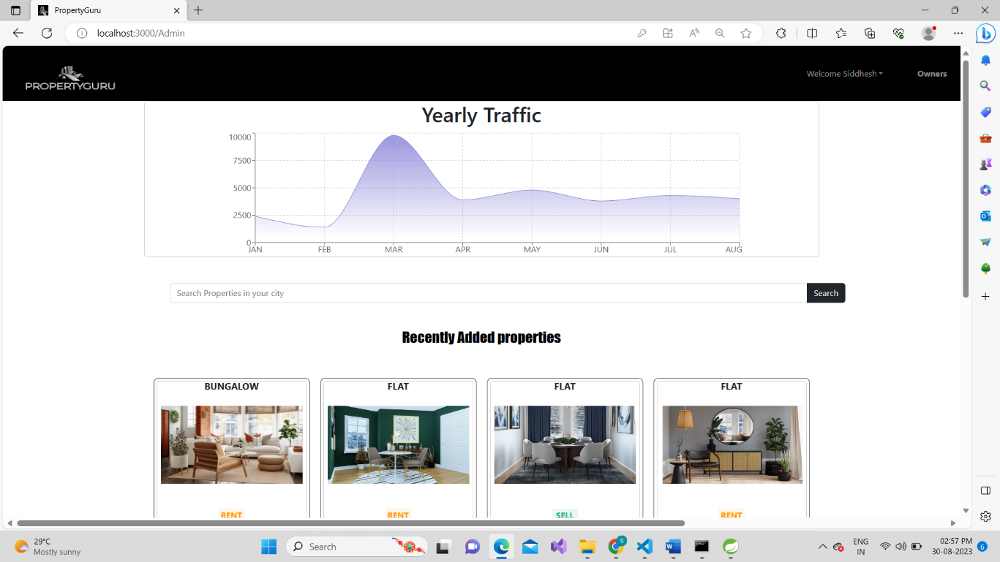 PropertyGuru
localhost:3000/Admin
PROPERTYGURU
Welcome Siddhesh
Owners
Yearly Traffic
10000
7500
5000
2500
0
JAN FEB MAR APR MAY JUN JUL AUG
Search Properties in your city
Search
Recently Added properties
BUNGALOW FLAT FLAT FLAT
RENT RENT SELL RENT
29°C
Mostly sunny
Search
ENG
IN
02:57 PM
30-08-2023
6